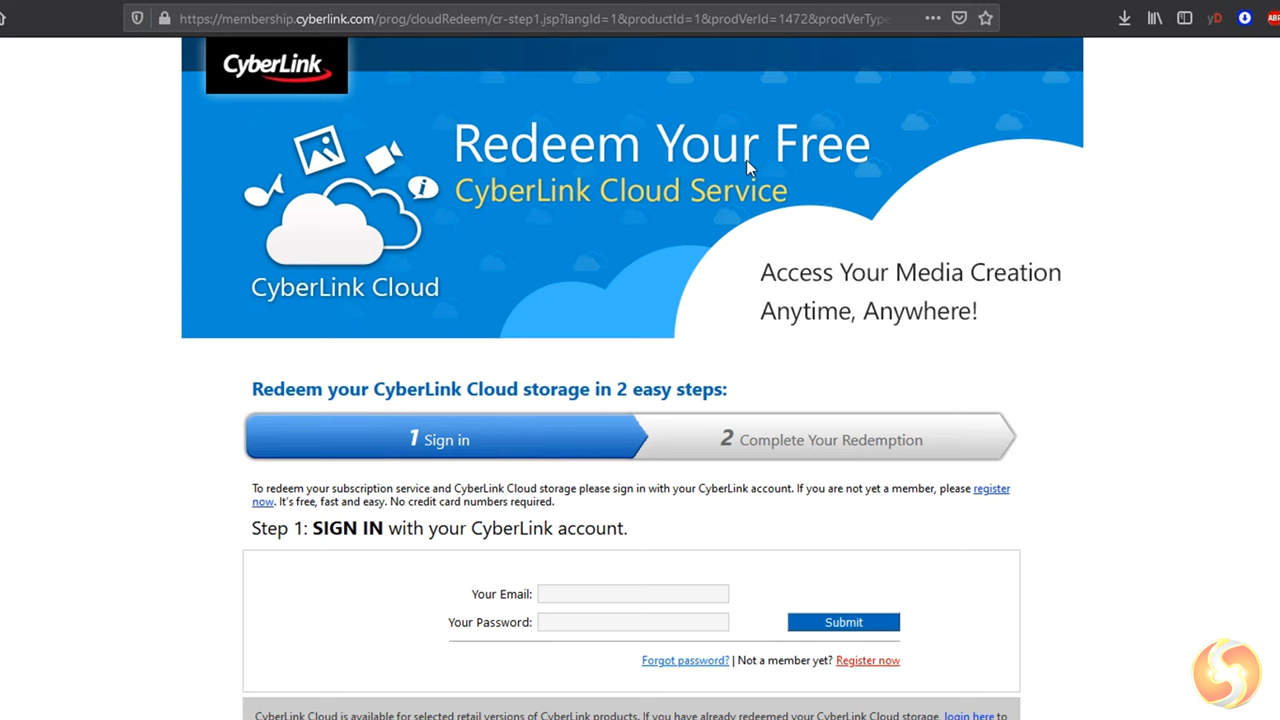 https://membership.cyberlink.com/prog/cloudRedeem/cr-step1.jsp?langId=1&productId=1&prodVerId=1472&prodVerType
yD
ABP
CyberLink
Redeem Your Free
CyberLink Cloud Service
i
CyberLink Cloud
Access Your Media Creation
Anytime, Anywhere!
Redeem your CyberLink Cloud storage in 2 easy steps:
1 Sign in
2 Complete Your Redemption
To redeem your subscription service and CyberLink Cloud storage please sign in with your CyberLink account. If you are not yet a member, please register
now. It's free, fast and easy. No credit card numbers required.
Step 1: SIGN IN with your CyberLink account.
Your Email:
Your Password:
Submit
Forgot password? | Not a member yet? Register now
CyberLink Cloud is available for selected retail versions of CyberLink products. If you have already redeemed your CyberLink Cloud storage, login here to